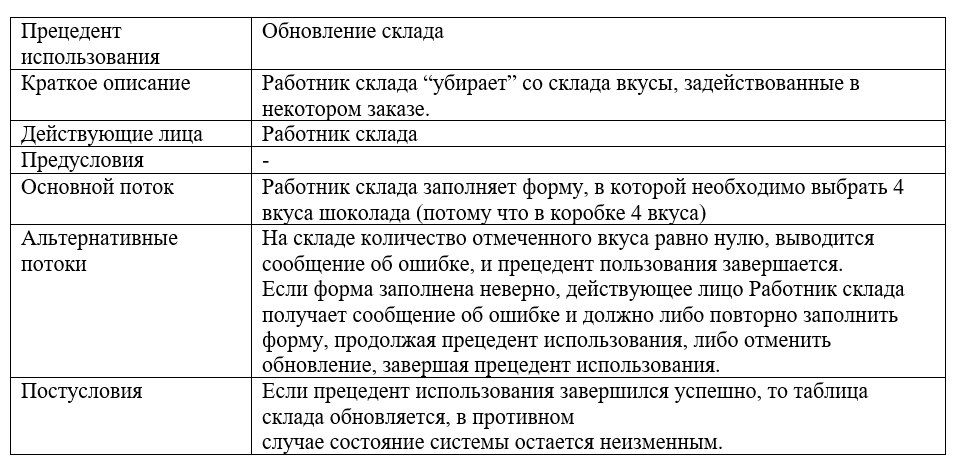 Прецедент
использования
Обновление склада
Краткое описание
Работник склада “убирает” со склада вкусы, задействованные в
некотором заказе.
Действующие лица
Работник склада
Предусловия
-
Основной поток
Работник склада заполняет форму, в которой необходимо выбрать 4
вкуса шоколада (потому что в коробке 4 вкуса)
Альтернативные
потоки
На складе количество отмеченного вкуса равно нулю, выводится
сообщение об ошибке, и прецедент пользования завершается.
Если форма заполнена неверно, действующее лицо Работник склада
получает сообщение об ошибке и должно либо повторно заполнить
форму, продолжая прецедент использования, либо отменить
обновление, завершая прецедент использования.
Постусловия
Если прецедент использования завершился успешно, то таблица
склада обновляется, в противном
случае состояние системы остается неизменным.